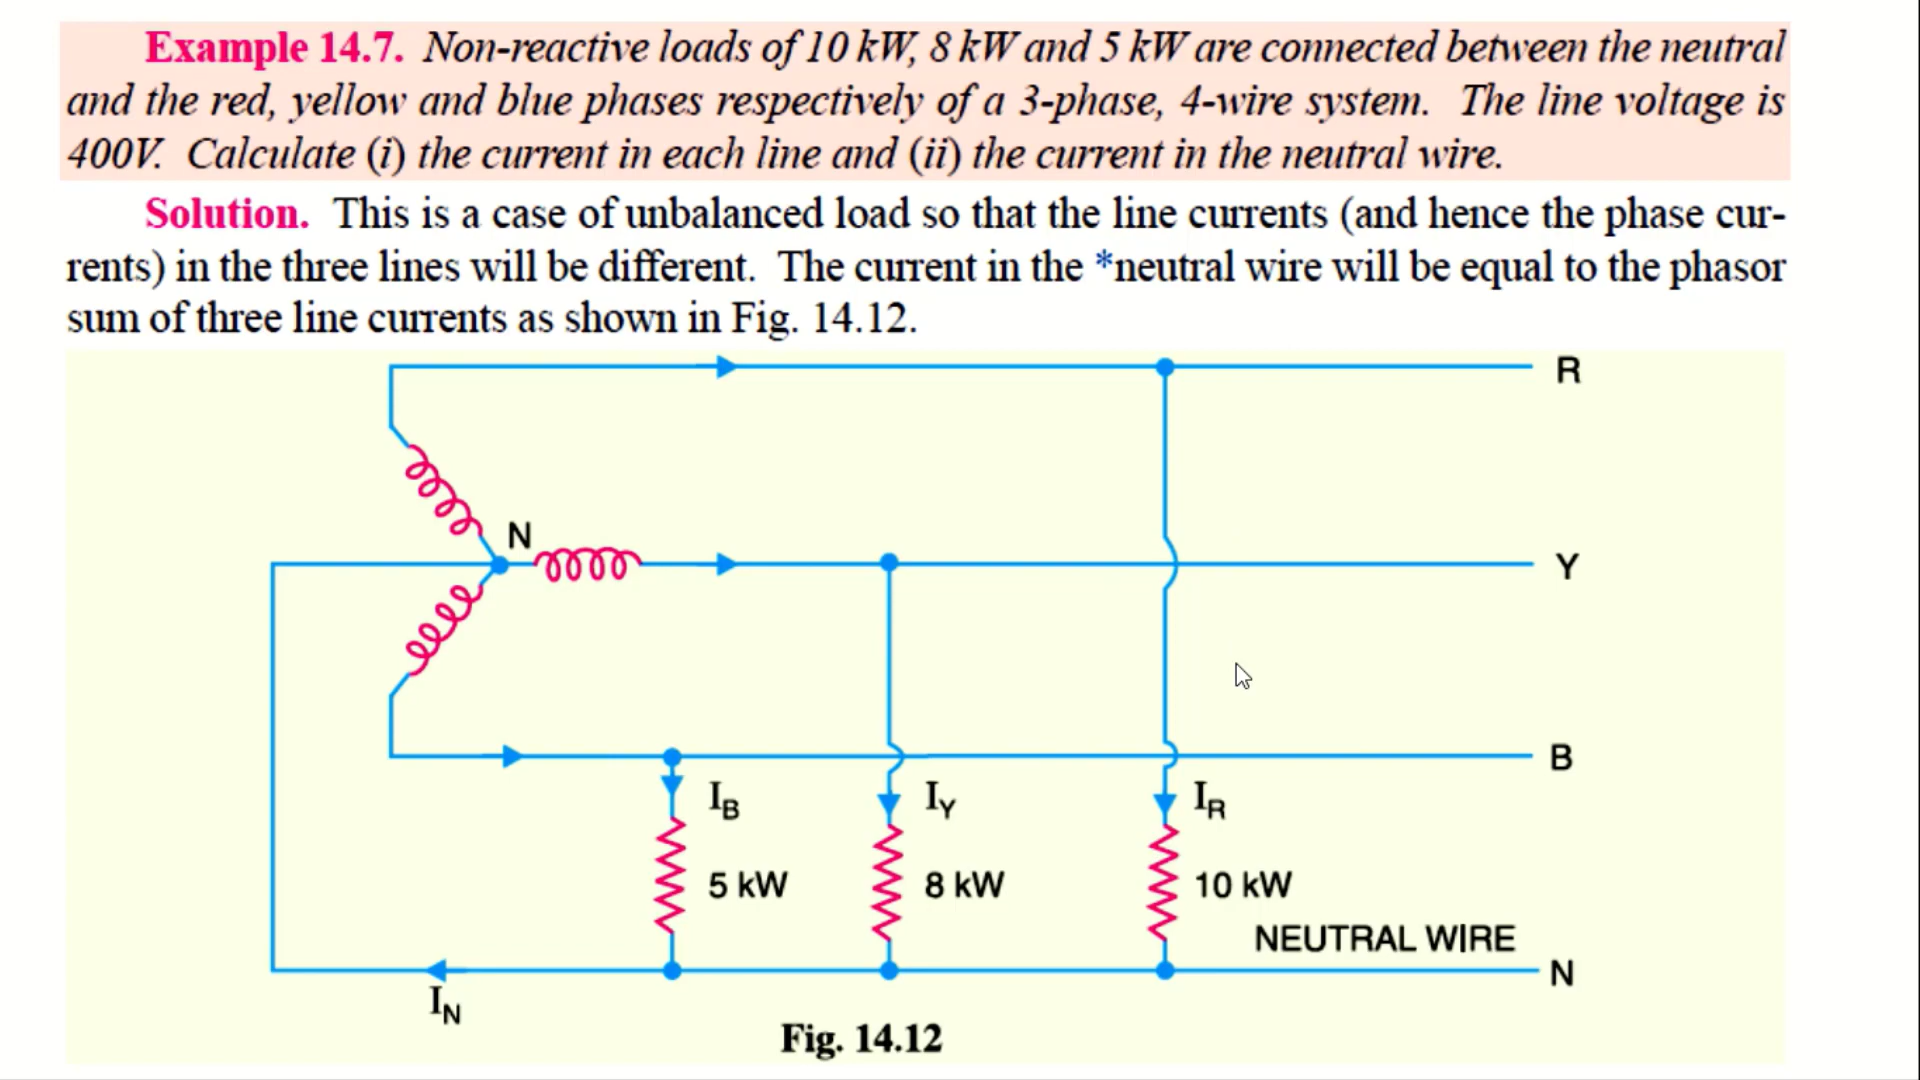 Example 14.7. Non-reactive loads of 10 kW, 8 kW and 5 kW are connected between the neutral
and the red, yellow and blue phases respectively of a 3-phase, 4-wire system. The line voltage is
400V. Calculate (i) the current in each line and (ii) the current in the neutral wire.
Solution. This is a case of unbalanced load so that the line currents (and hence the phase cur-
rents) in the three lines will be different. The current in the *neutral wire will be equal to the phasor
sum of three line currents as shown in Fig. 14.12.
R
N
Y
B
IB
IY
IR
5 kW
8 kW
10 kW
NEUTRAL WIRE
N
IN
Fig. 14.12